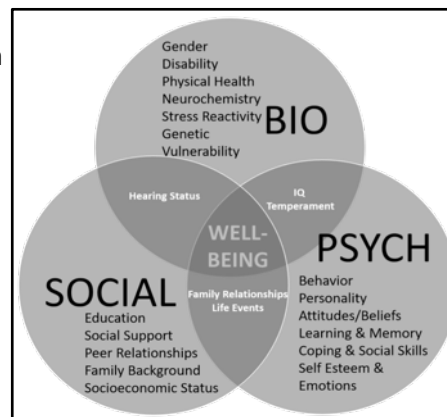 Gender
Disability
Physical Health
Neurochemistry
Stress Reactivity
Genetic
Vulnerability
BIO
Hearing Status
IQ
Temperament
WELL-
BEING
PSYCH
Behavior
Personality
Attitudes/Beliefs
Learning & Memory
Coping & Social Skills
Self Esteem &
Emotions
Family Relationships
Life Events
SOCIAL
Education
Social Support
Peer Relationships
Family Background
Socioeconomic Status